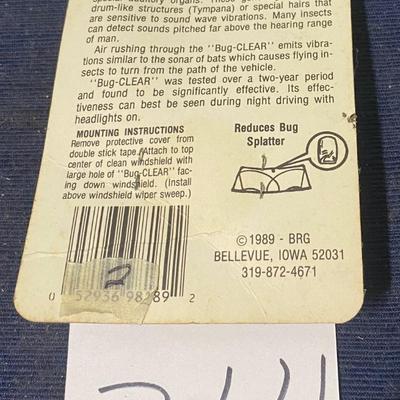 drum-like structures (Tympana) or special hairs that
are sensitive to sound wave vibrations. Many insects
can detect sounds pitched far above the hearing range
of man.
Air rushing through the "Bug-CLEAR" emits vibra-
tions similar to the sonar of bats which causes flying in-
sects to turn from the path of the vehicle.
"Bug-CLEAR" was tested over a two-year period
and found to be significantly effective. Its effec-
tiveness can best be seen during night driving with
headlights on.
MOUNTING INSTRUCTIONS
Remove protective cover from
double stick tape. Attach to top
center of clean windshield with
large hole of "Bug-CLEAR" fac-
ing down windshield. (Install
above windshield wiper sweep.)
Reduces Bug
Splatter
© 1989 - BRG
BELLEVUE, IOWA 52031
319-872-4671
2
0 52936 98 89 2